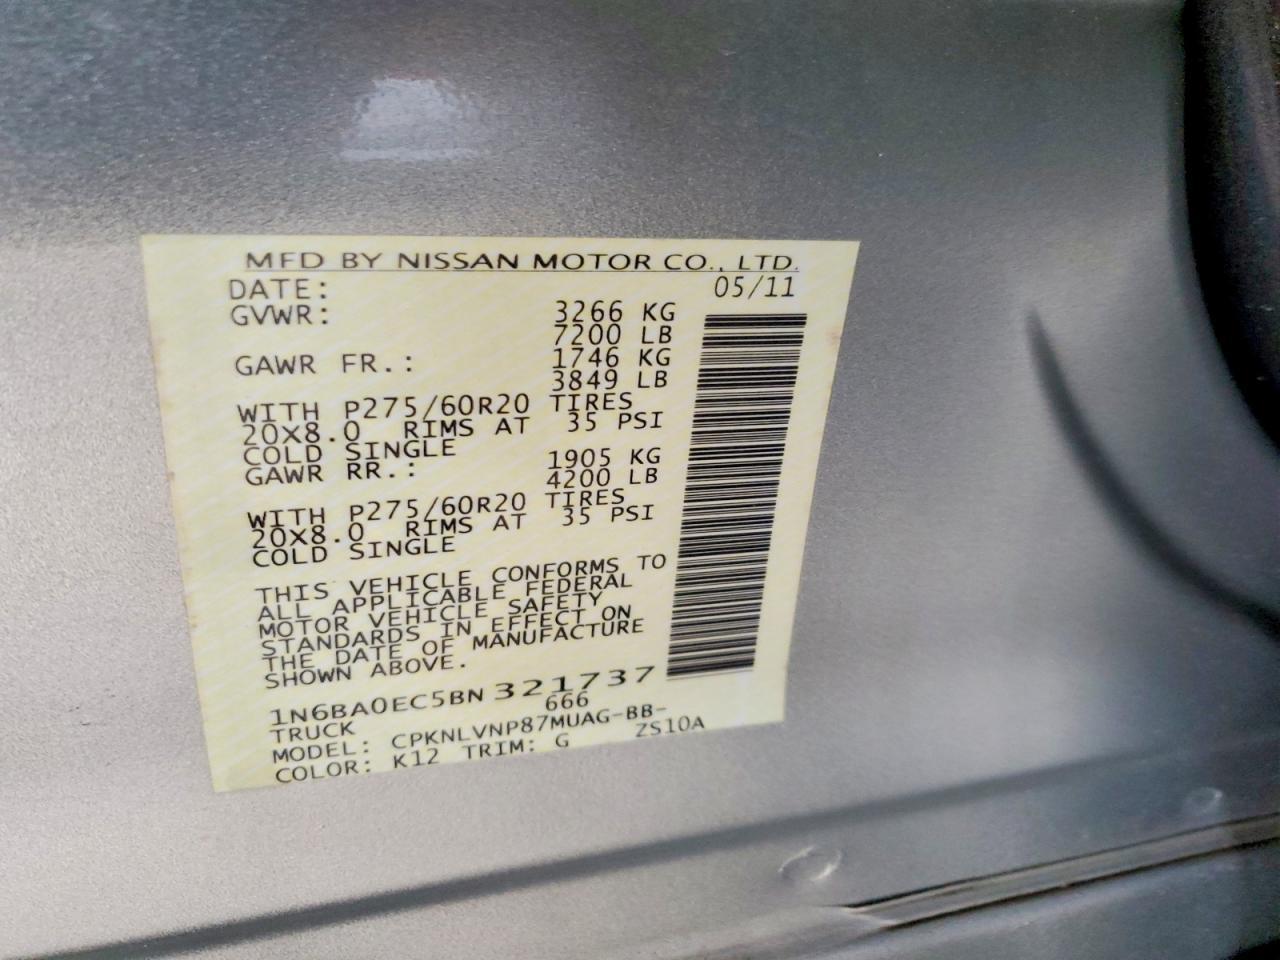 MFD BY NISSAN MOTOR CO., LTD.
DATE: 05/11
GVWR: 3266 KG
7200 LB
GAWR FR.: 1746 KG
3849 LB
WITH P275/60R20 TIRES
20X8.0 RIMS AT 35 PSI
COLD SINGLE
GAWR RR.: 1905 KG
4200 LB
WITH P275/60R20 TIRES
20X8.0 RIMS AT 35 PSI
COLD SINGLE
THIS VEHICLE CONFORMS TO
ALL APPLICABLE FEDERAL
MOTOR VEHICLE SAFETY
STANDARDS IN EFFECT ON
THE DATE OF MANUFACTURE
SHOWN ABOVE.
1N6BA0EC5BN 321737
TRUCK 666
MODEL: CPKNLVNP87MUAG-BB-
COLOR: K12 TRIM: G ZS10A